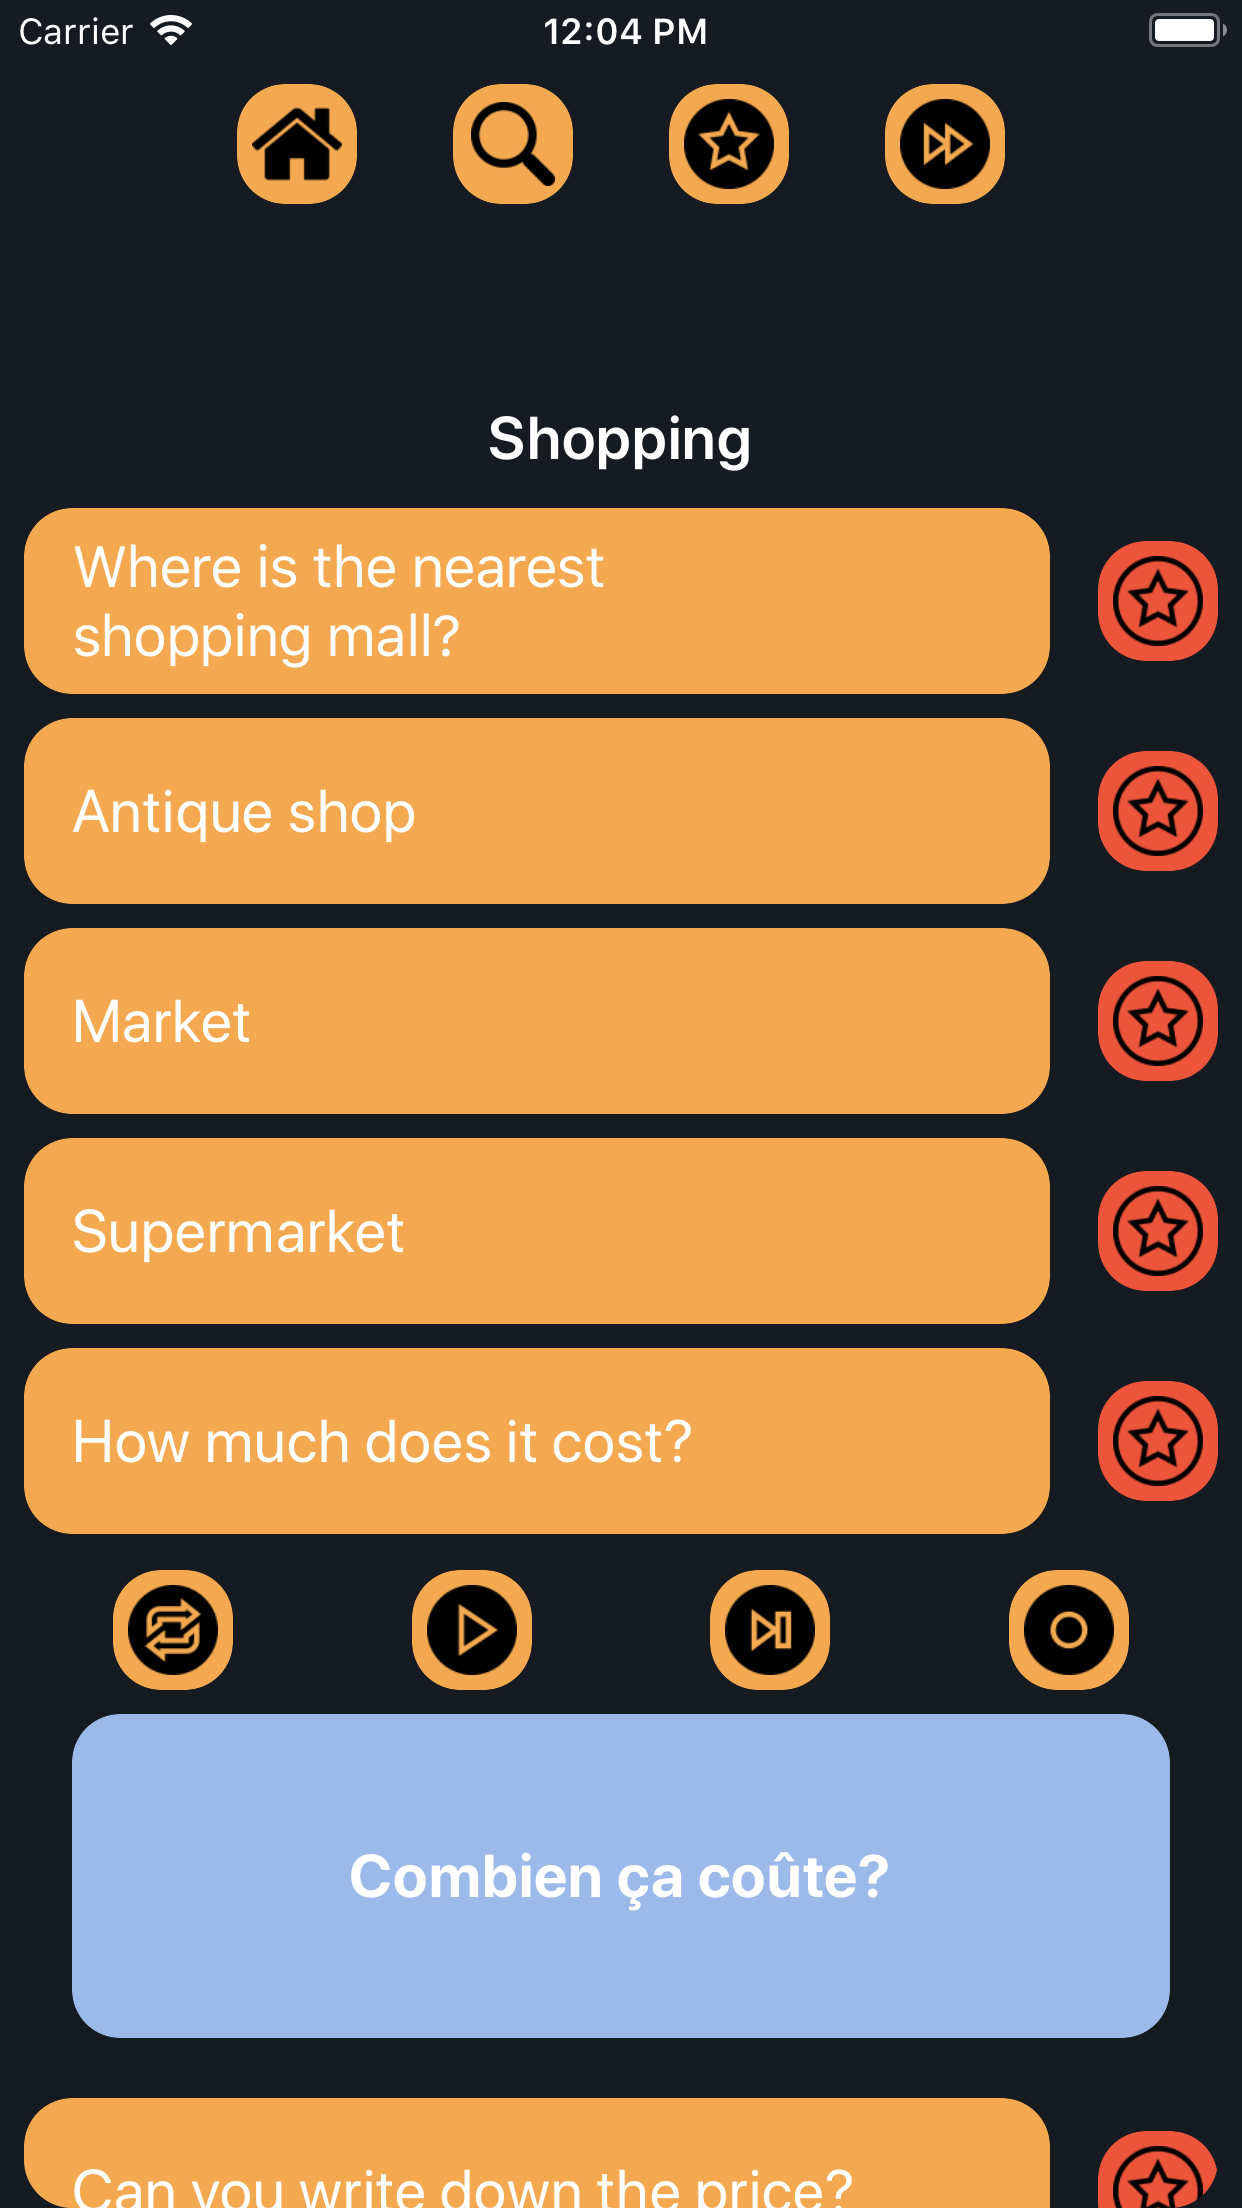 Carrier
12:04 PM
Shopping
Where is the nearest
shopping mall?
Antique shop
Market
Supermarket
How much does it cost?
Combien ça coûte?
Can you write down the price?